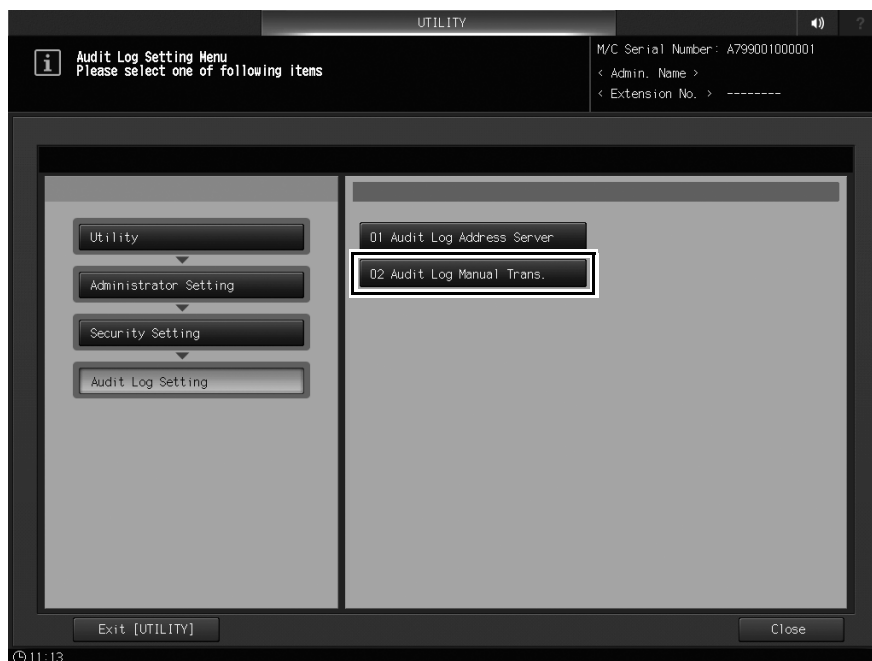 UTILITY
?
Audit Log Setting Menu
Please select one of following items
M/C Serial Number: A799001000001
< Admin. Name >
< Extension No. > --------
Utility
Administrator Setting
Security Setting
Audit Log Setting
01 Audit Log Address Server
02 Audit Log Manual Trans.
Exit [UTILITY]
Close
11:13